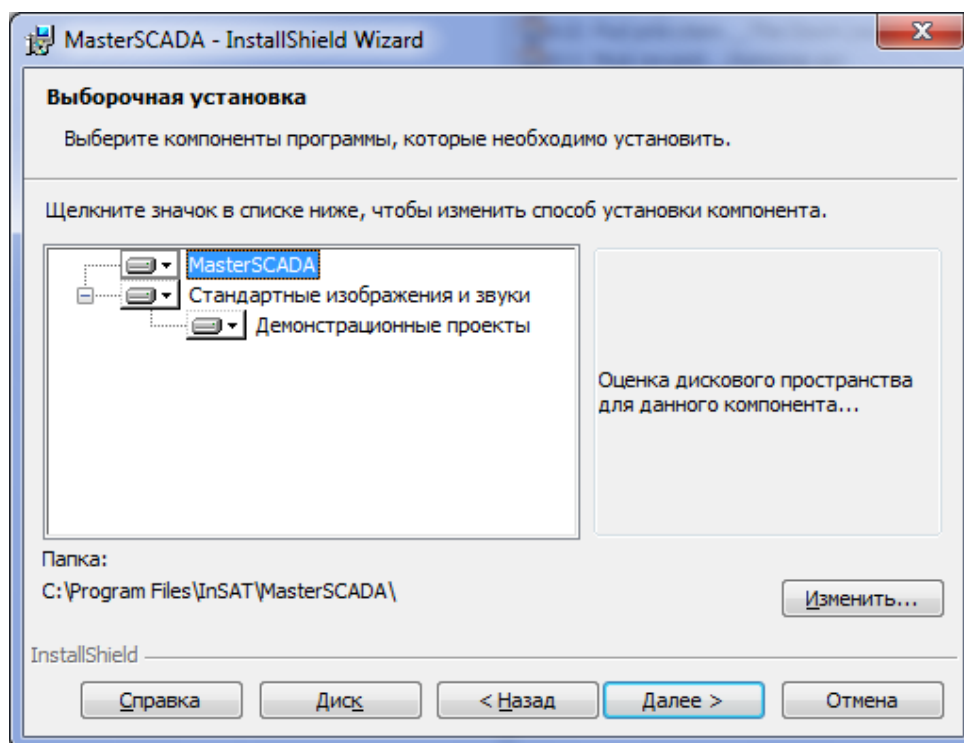 MasterSCADA - InstallShield Wizard
Выборочная установка
Выберите компоненты программы, которые необходимо установить.
Щелкните значок в списке ниже, чтобы изменить способ установки компонента.
MasterSCADA
Стандартные изображения и звуки
Демонстрационные проекты
Оценка дискового пространства
для данного компонента...
Папка:
C:\Program Files\InSAT\MasterSCADA\
Изменить...
InstallShield
Справка
Диск
< Назад
Далее >
Отмена